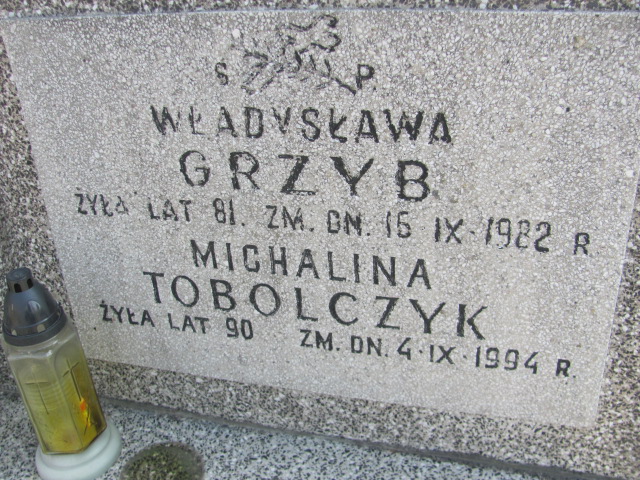 Ś P
WŁADYSŁAWA
GRZYB
ŻYŁA LAT 81. ZM. DN. 15 IX·1982 R
MICHALINA
TOBOLCZYK
ŻYŁA LAT 90 ZM. DN. 4·IX·1994 R.